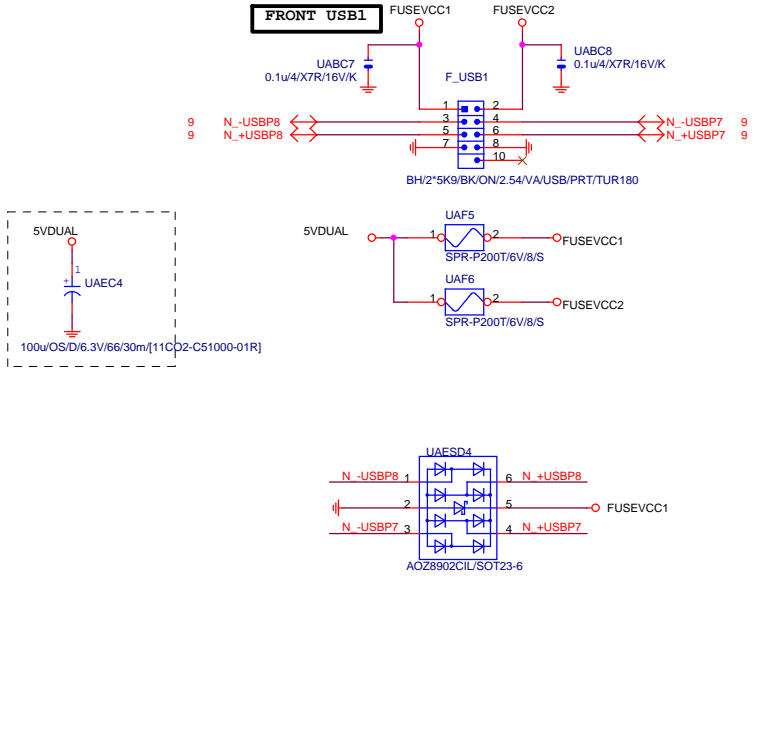 FRONT USB1
FUSEVCC1
FUSEVCC2
UABC7
0.1u/4/X7R/16V/K
UABC8
0.1u/4/X7R/16V/K
F_USB1
1 2
9 N_-USBP8 3 4 N_-USBP7 9
9 N_+USBP8 5 6 N_+USBP7 9
7 8
10
BH/2*5K9/BK/ON/2.54/VA/USB/PRT/TUR180
5VDUAL
1
+
UAEC4
100u/OS/D/6.3V/66/30m/[11CO2-C51000-01R]
5VDUAL
UAF5
1 2
FUSEVCC1
SPR-P200T/6V/8/S
UAF6
1 2
FUSEVCC2
SPR-P200T/6V/8/S
UAESD4
N_-USBP8 1 6 N_+USBP8
2 5 FUSEVCC1
N_-USBP7 3 4 N_+USBP7
AOZ8902CIL/SOT23-6